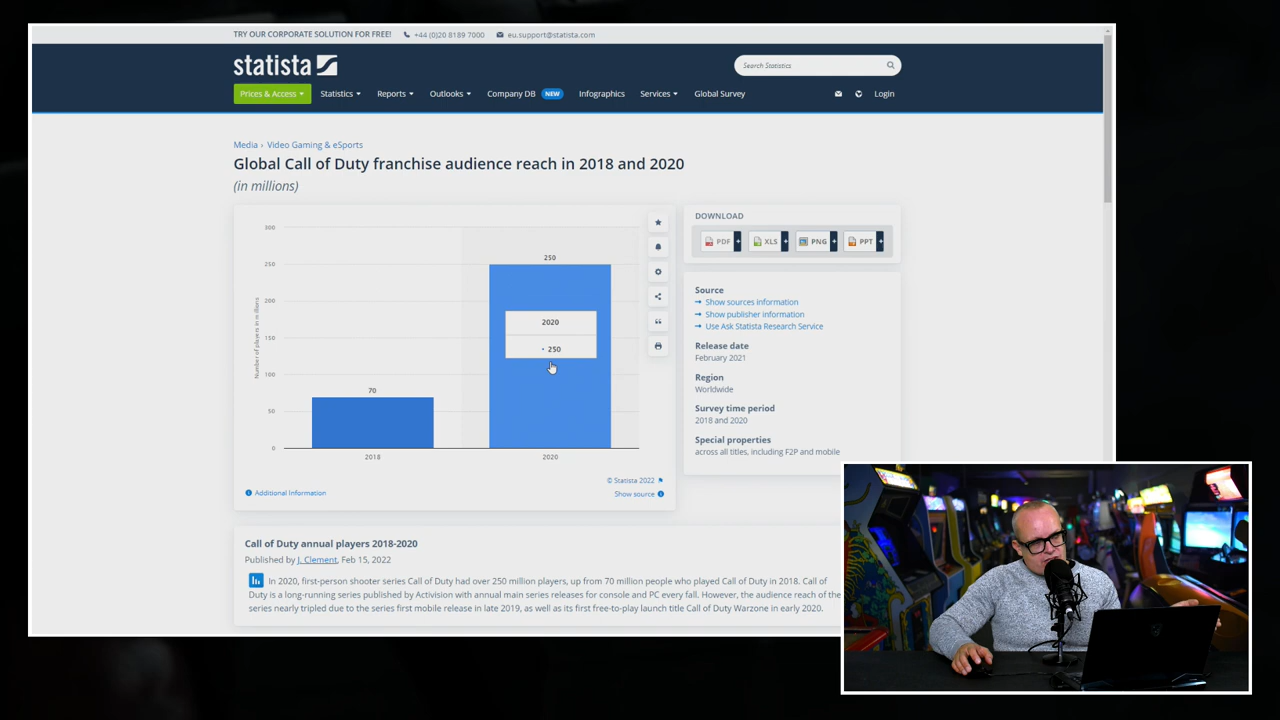 TRY OUR CORPORATE SOLUTION FOR FREE! +44 (0)20 8189 7000 eu.support@statista.com
statista
Search Statistics
Prices & Access Statistics Reports Outlooks Company DB NEW Infographics Services Global Survey Login
Media › Video Gaming & eSports
Global Call of Duty franchise audience reach in 2018 and 2020
(in millions)
Number of players in millions
300
250
200
150
100
50
0
70
250
2020
250
2018
2020
Additional Information
© Statista 2022
Show source
DOWNLOAD
PDF + XLS + PNG + PPT +
Source
→ Show sources information
→ Show publisher information
→ Use Ask Statista Research Service
Release date
February 2021
Region
Worldwide
Survey time period
2018 and 2020
Special properties
across all titles, including F2P and mobile
Call of Duty annual players 2018-2020
Published by J. Clement, Feb 15, 2022
In 2020, first-person shooter series Call of Duty had over 250 million players, up from 70 million people who played Call of Duty in 2018. Call of
Duty is a long-running series published by Activision with annual main series releases for console and PC every fall. However, the audience reach of the
series nearly tripled due to the series first mobile release in late 2019, as well as its first free-to-play launch title Call of Duty Warzone in early 2020.